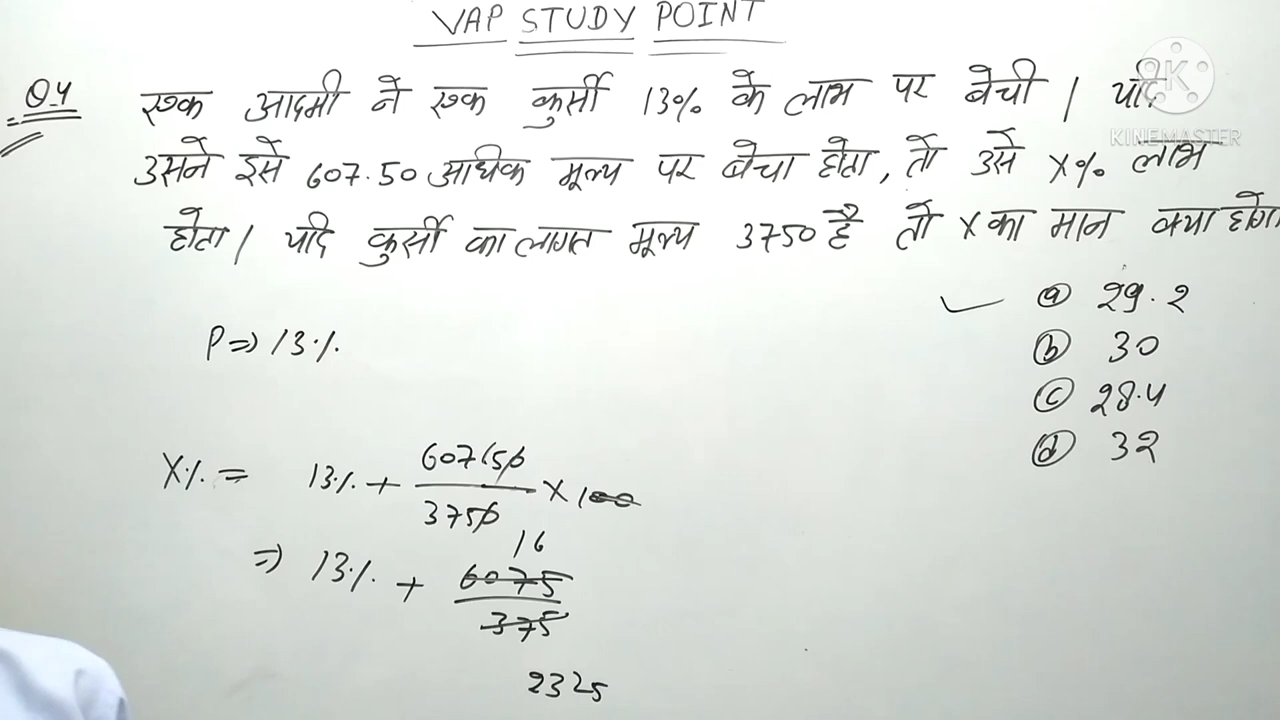 VAP STUDY POINT
KINEMASTER
Q.4 एक आदमी ने एक कुर्सी 13% के लाभ पर बेची । यदि
उसने इसे 607.50 अधिक मूल्य पर बेचा होता, तो उसे X% लाभ
होता। यदि कुर्सी का लागत मूल्य 3750 है तो X का मान क्या होगा
(a) 29.2
(b) 30
(c) 28.4
(d) 32
P => 13%
X% = 13% + 607.50/3750 × 100
=> 13% + 6075/375
16
2325